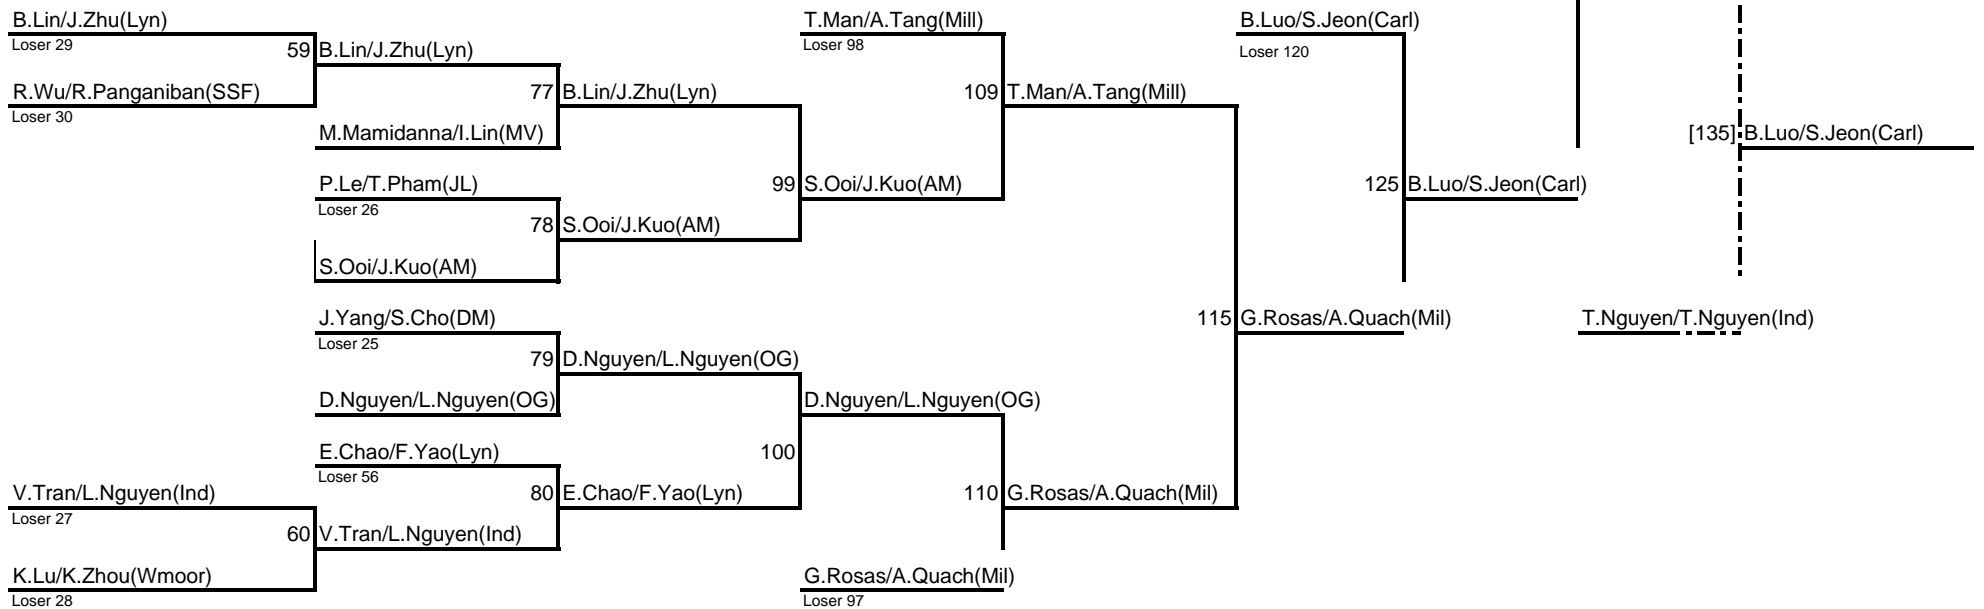 B.Lin/J.Zhu(Lyn)
Loser 29
R.Wu/R.Panganiban(SSF)
Loser 30
59
B.Lin/J.Zhu(Lyn)
77
M.Mamidanna/I.Lin(MV)
P.Le/T.Pham(JL)
Loser 26
78
S.Ooi/J.Kuo(AM)
J.Yang/S.Cho(DM)
Loser 25
79
D.Nguyen/L.Nguyen(OG)
E.Chao/F.Yao(Lyn)
Loser 56
80
V.Tran/L.Nguyen(Ind)
Loser 27
60
V.Tran/L.Nguyen(Ind)
K.Lu/K.Zhou(Wmoor)
Loser 28
B.Lin/J.Zhu(Lyn)
99
S.Ooi/J.Kuo(AM)
D.Nguyen/L.Nguyen(OG)
100
E.Chao/F.Yao(Lyn)
T.Man/A.Tang(Mill)
Loser 98
109
S.Ooi/J.Kuo(AM)
D.Nguyen/L.Nguyen(OG)
110
G.Rosas/A.Quach(Mil)
Loser 97
T.Man/A.Tang(Mill)
115
G.Rosas/A.Quach(Mil)
B.Luo/S.Jeon(Carl)
Loser 120
125
G.Rosas/A.Quach(Mil)
B.Luo/S.Jeon(Carl)
[135]
B.Luo/S.Jeon(Carl)
T.Nguyen/T.Nguyen(Ind)